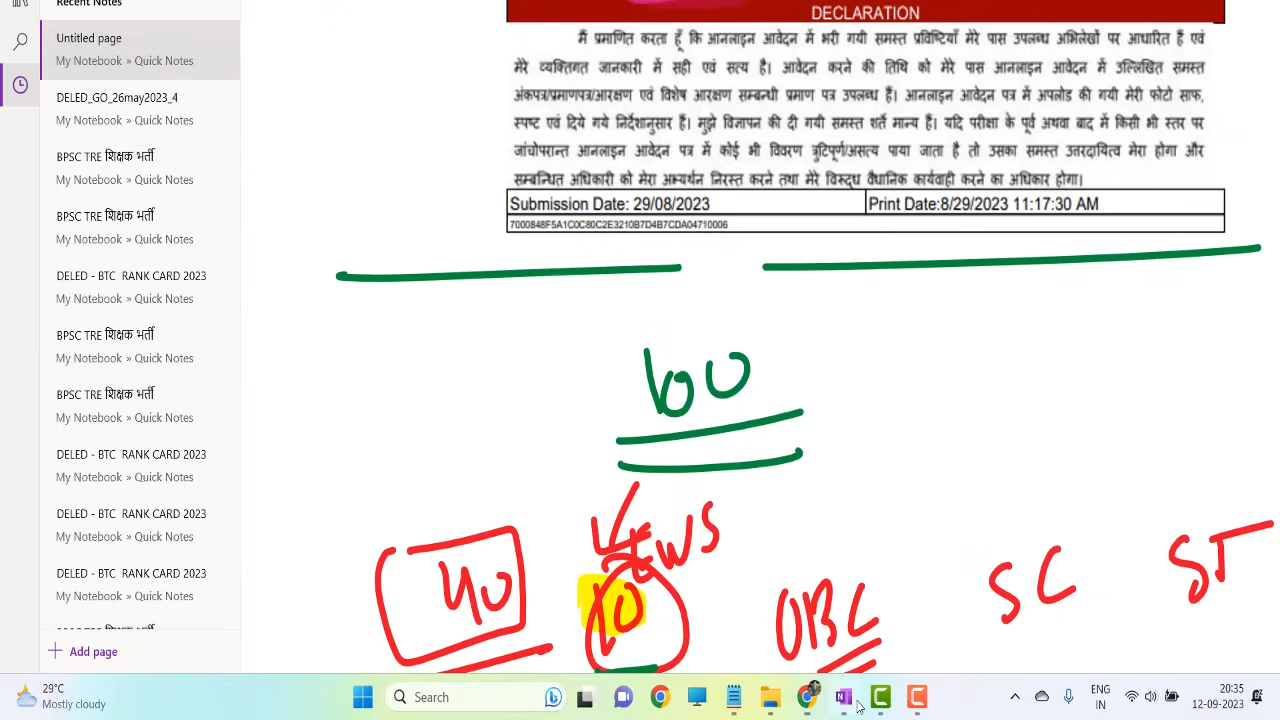 Recent Notes
Untitled page
My Notebook » Quick Notes
DELED_GO_26may2023_4
My Notebook » Quick Notes
BPSC TRE शिक्षक भर्ती
My Notebook » Quick Notes
BPSC TRE शिक्षक भर्ती
My Notebook » Quick Notes
DELED - BTC RANK CARD 2023
My Notebook » Quick Notes
BPSC TRE शिक्षक भर्ती
My Notebook » Quick Notes
BPSC TRE शिक्षक भर्ती
My Notebook » Quick Notes
DELED - BTC RANK CARD 2023
My Notebook » Quick Notes
DELED - BTC RANK CARD 2023
My Notebook » Quick Notes
DELED - BTC RANK CARD 2023
My Notebook » Quick Notes
Add page
DECLARATION
मैं प्रमाणित करता हूँ कि आनलाइन आवेदन में भरी गयी समस्त प्रविष्टियाँ मेरे पास उपलब्ध अभिलेखों पर आधारित हैं एवं
मेरे व्यक्तिगत जानकारी में सही एवं सत्य है। आवेदन करने की तिथि को मेरे पास आनलाइन आवेदन में उल्लिखित समस्त
अंकपत्र/प्रमाणपत्र/आरक्षण एवं विशेष आरक्षण सम्बन्धी प्रमाण पत्र उपलब्ध हैं। आनलाइन आवेदन पत्र में अपलोड की गयी मेरी फोटो साफ,
स्पष्ट एवं दिये गये निर्देशानुसार हैं। मुझे विज्ञापन की दी गयी समस्त शर्ते मान्य हैं। यदि परीक्षा के पूर्व अथवा बाद में किसी भी स्तर पर
जांचोपरान्त आनलाइन आवेदन पत्र में कोई भी विवरण त्रुटिपूर्ण/असत्य पाया जाता है तो उसका समस्त उत्तरदायित्व मेरा होगा और
सम्बन्धित अधिकारी को मेरा अभ्यर्थन निरस्त करने तथा मेरे विरूद्ध वैधानिक कार्यवाही करने का अधिकार होगा।
Submission Date: 29/08/2023 Print Date:8/29/2023 11:17:30 AM
7000848F5A1C0C80C2E3210B7D4B7CDA04710006
60
EWS
40 10 OBC SC ST
29°C
Search
ENG
IN
20:35
12-09-2023